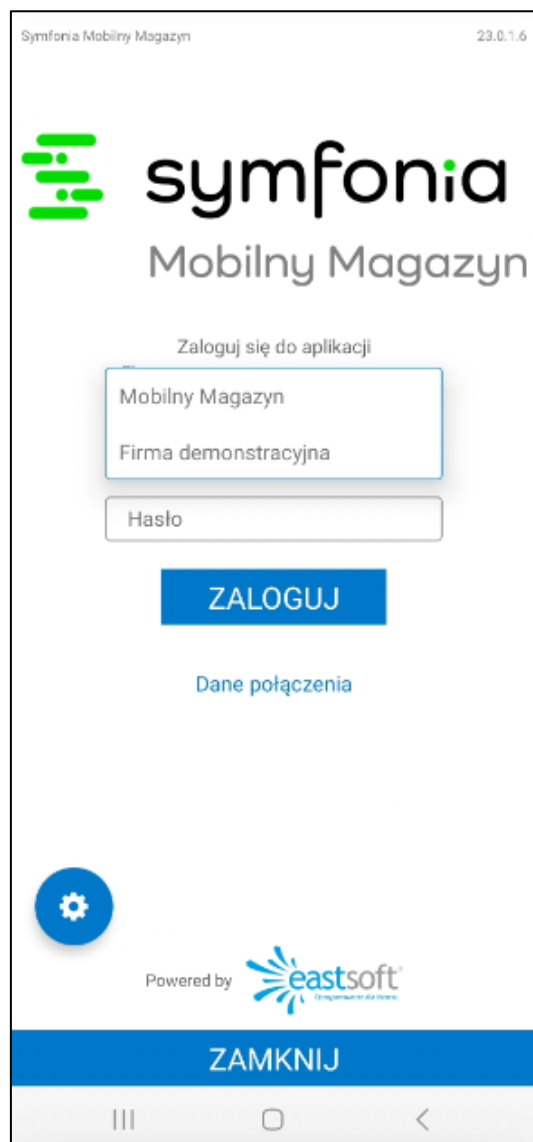 Symfonia Mobilny Magazyn 23.0.1.6
symfonia
Mobilny Magazyn
Zaloguj się do aplikacji
Mobilny Magazyn
Firma demonstracyjna
Hasło
ZALOGUJ
Dane połączenia
Powered by eastsoft
ZAMKNIJ